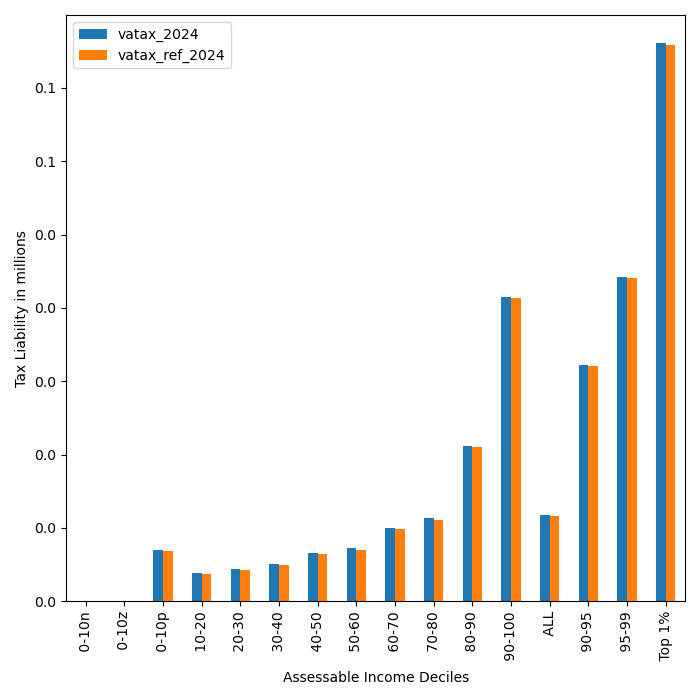 vatax_2024
vatax_ref_2024
0.1
0.1
0.0
0.0
0.0
0.0
0.0
0.0
Tax Liability in millions
0-10n
0-10z
0-10p
10-20
20-30
30-40
40-50
50-60
60-70
70-80
80-90
90-100
ALL
90-95
95-99
Top 1%
Assessable Income Deciles